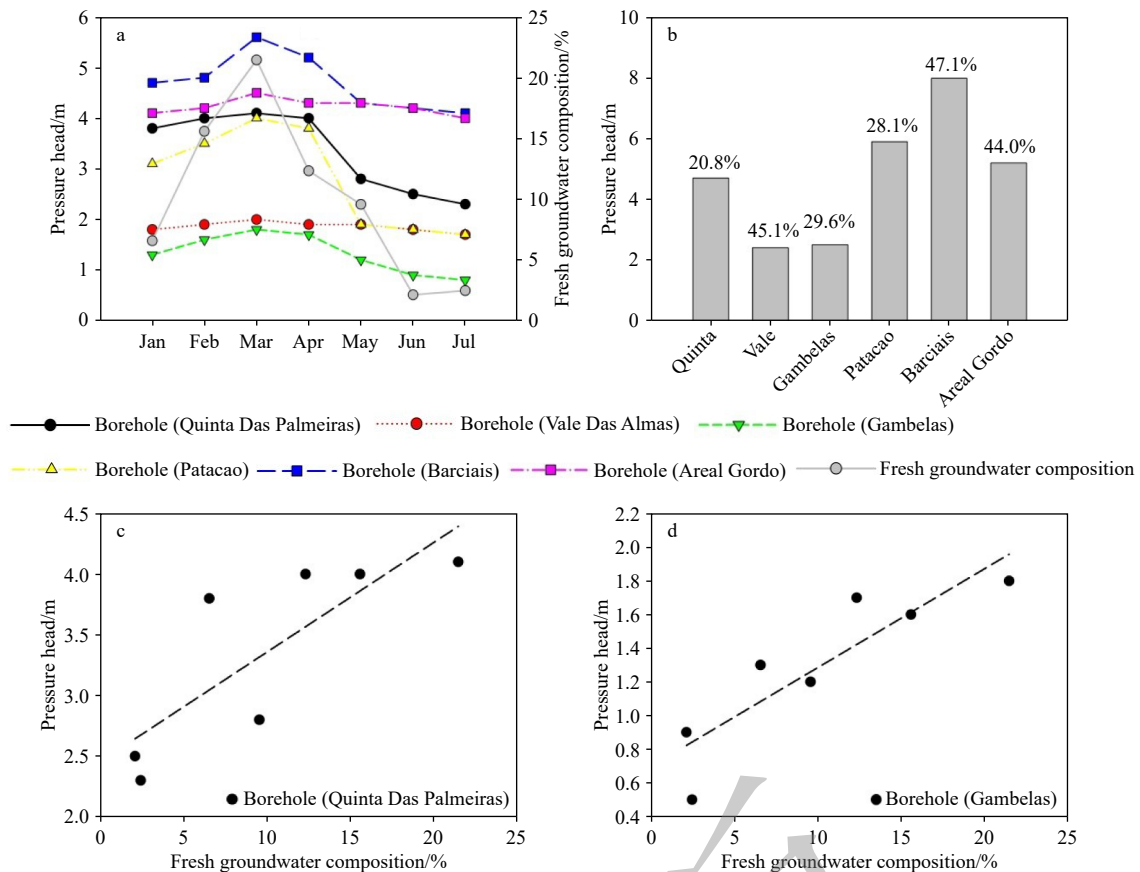 a
6
5
4
3
2
1
0
Pressure head/m
25
20
15
10
5
0
Fresh groundwater composition/%
Jan Feb Mar Apr May Jun Jul
b
10
8
6
4
2
0
Pressure head/m
20.8%
45.1%
29.6%
28.1%
47.1%
44.0%
Quinta
Vale
Gambelas
Patacao
Barciais
Areal Gordo
Borehole (Quinta Das Palmeiras) Borehole (Vale Das Almas) Borehole (Gambelas)
Borehole (Patacao) Borehole (Barciais) Borehole (Areal Gordo) Fresh groundwater composition
c
4.5
4.0
3.5
3.0
2.5
2.0
Pressure head/m
Borehole (Quinta Das Palmeiras)
0 5 10 15 20 25
Fresh groundwater composition/%
d
2.2
2.0
1.8
1.6
1.4
1.2
1.0
0.8
0.6
0.4
Pressure head/m
Borehole (Gambelas)
0 5 10 15 20 25
Fresh groundwater composition/%